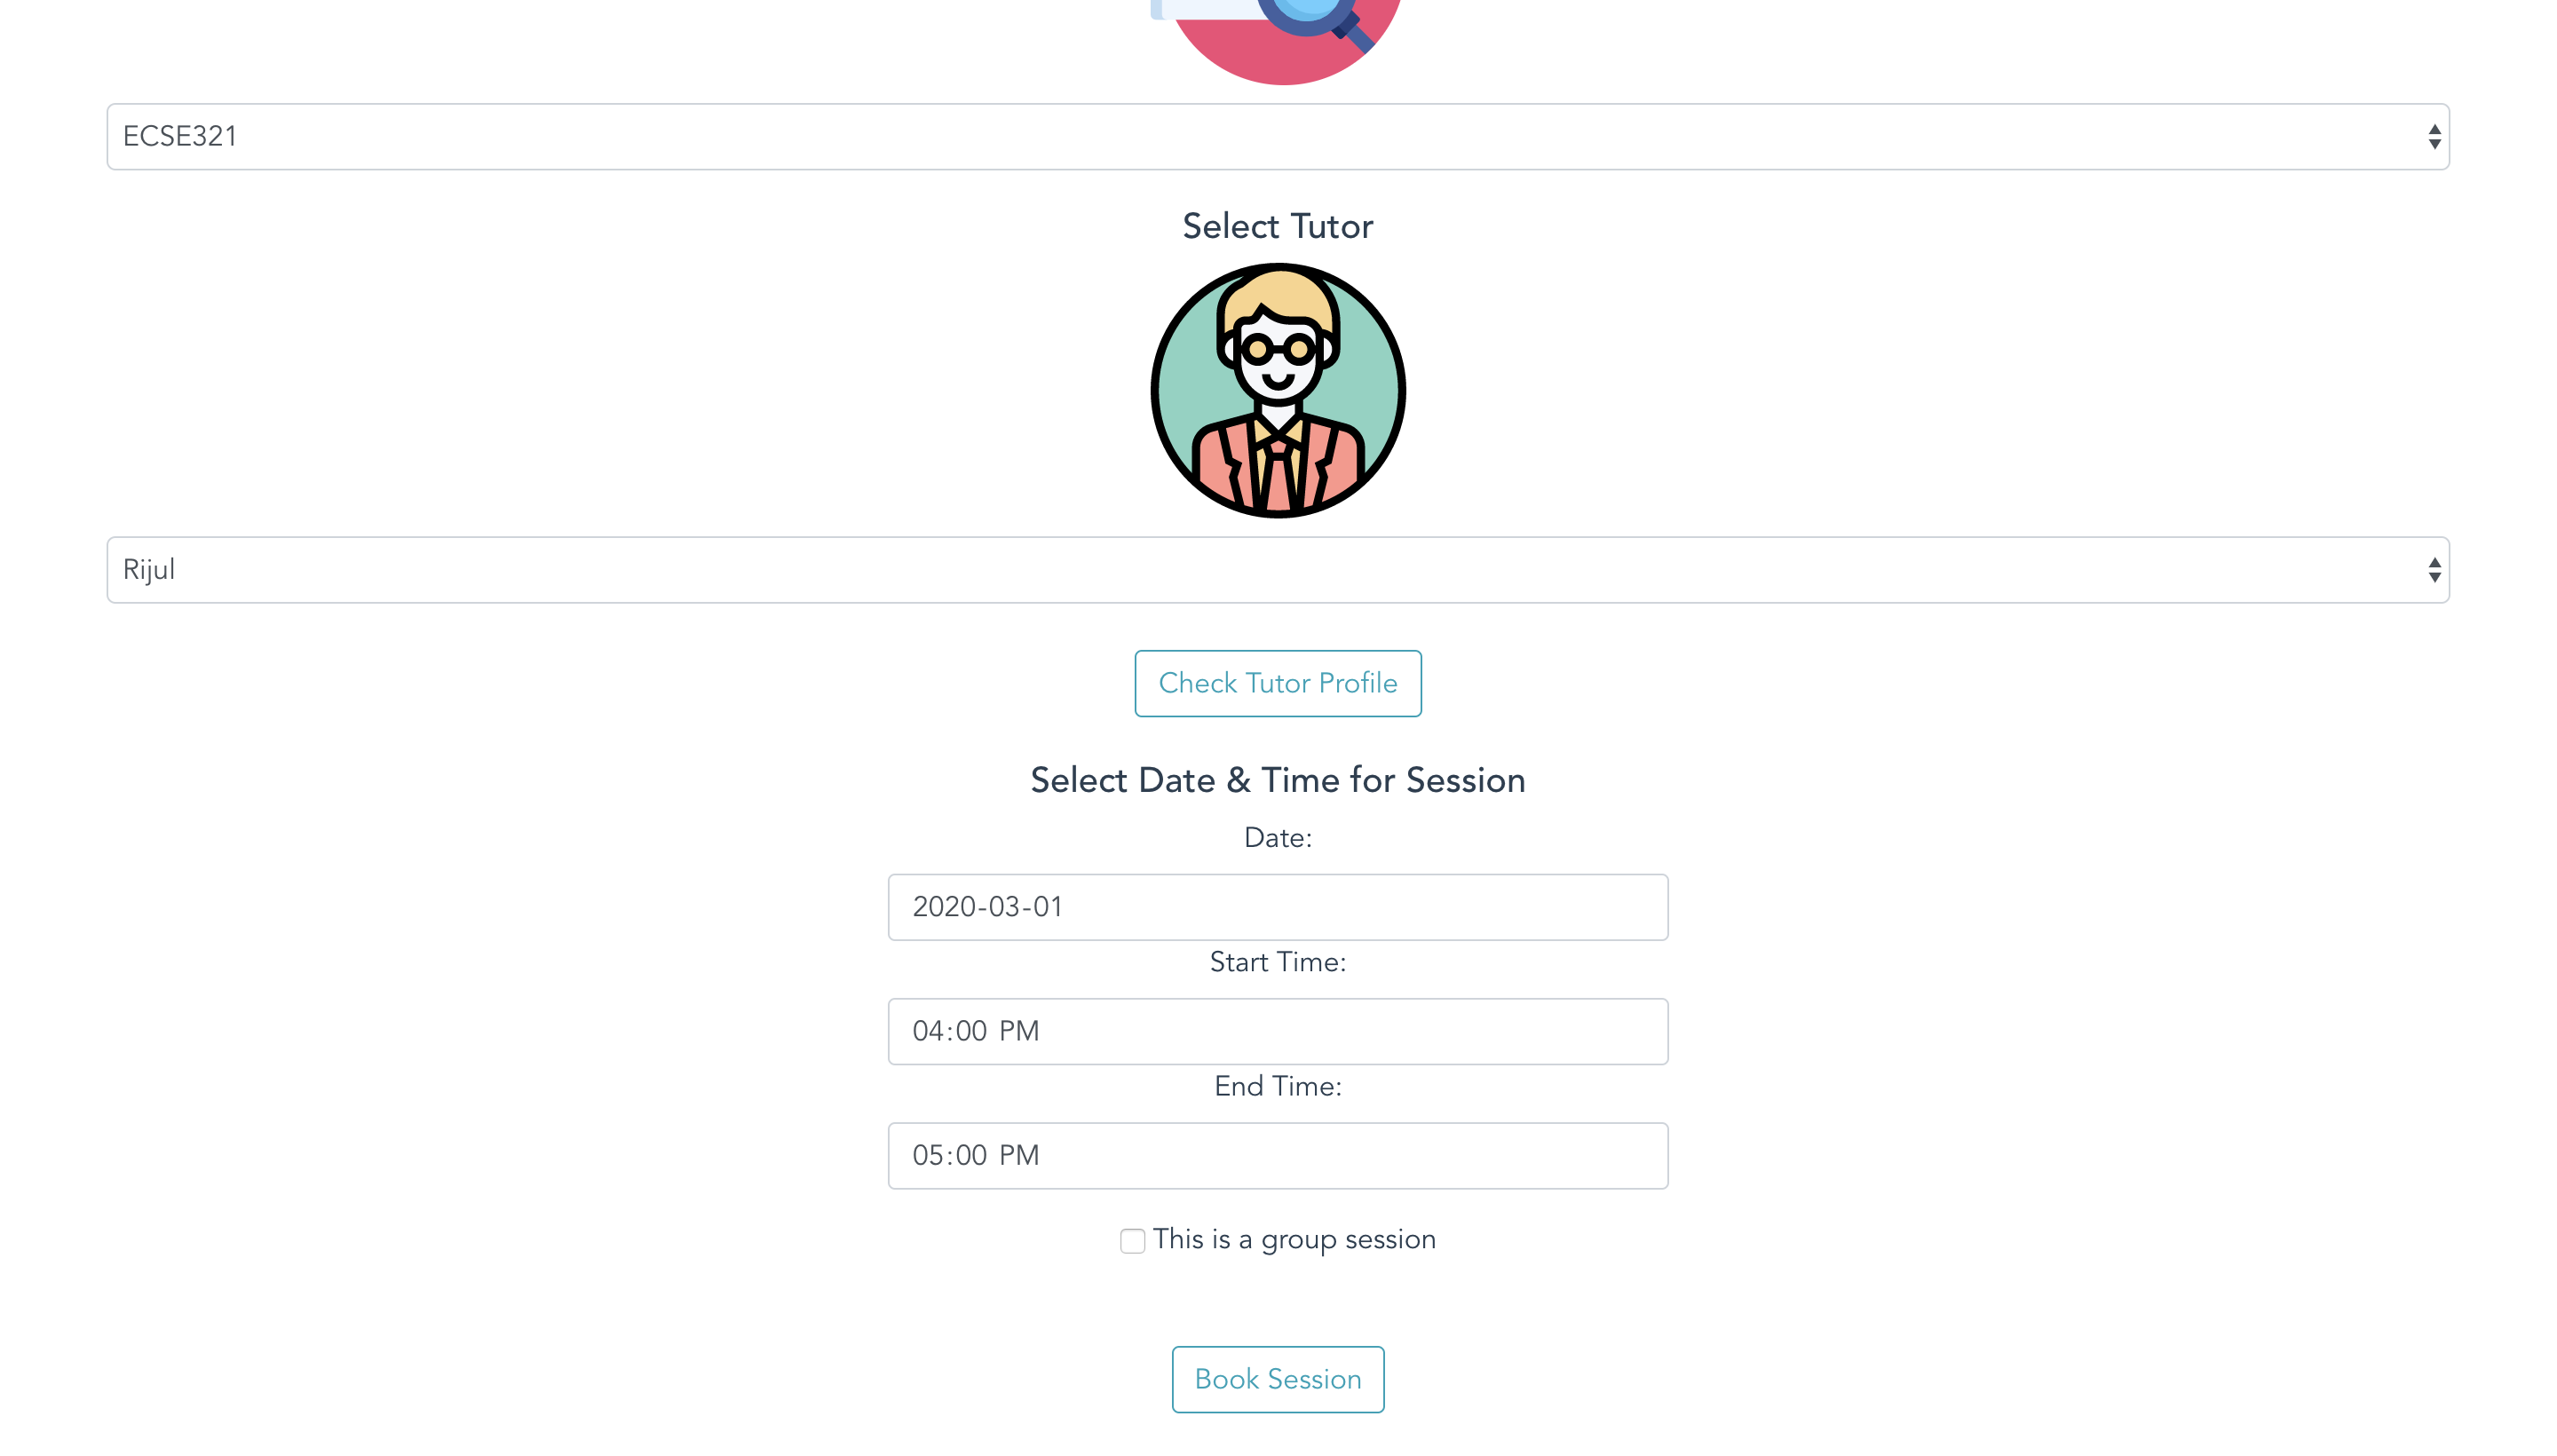 ECSE321
Select Tutor
Rijul
Check Tutor Profile
Select Date & Time for Session
Date:
2020-03-01
Start Time:
04:00 PM
End Time:
05:00 PM
This is a group session
Book Session